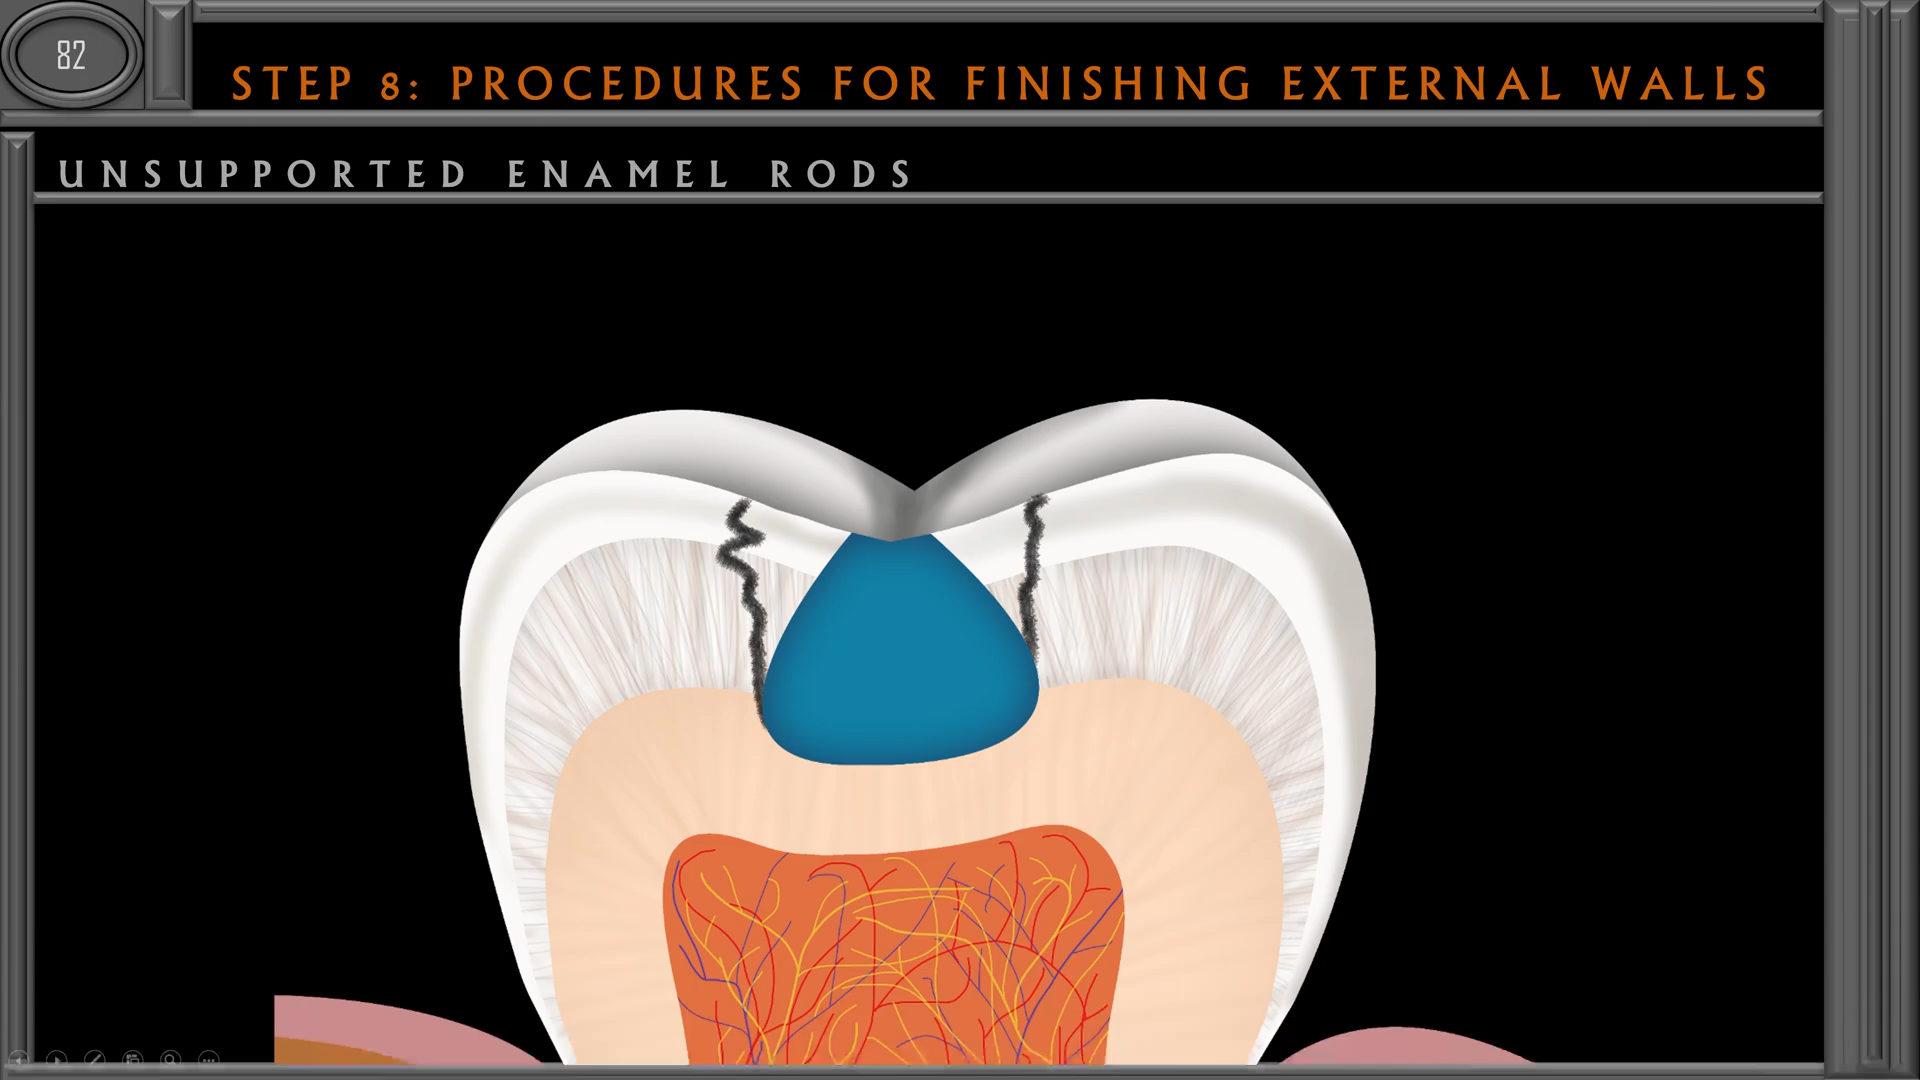 82
STEP 8: PROCEDURES FOR FINISHING EXTERNAL WALLS
UNSUPPORTED ENAMEL RODS